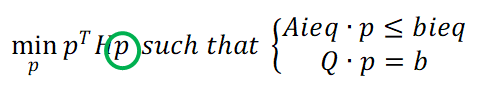 min p^T Hp such that { Aieq · p ≤ bieq
p Q · p = b